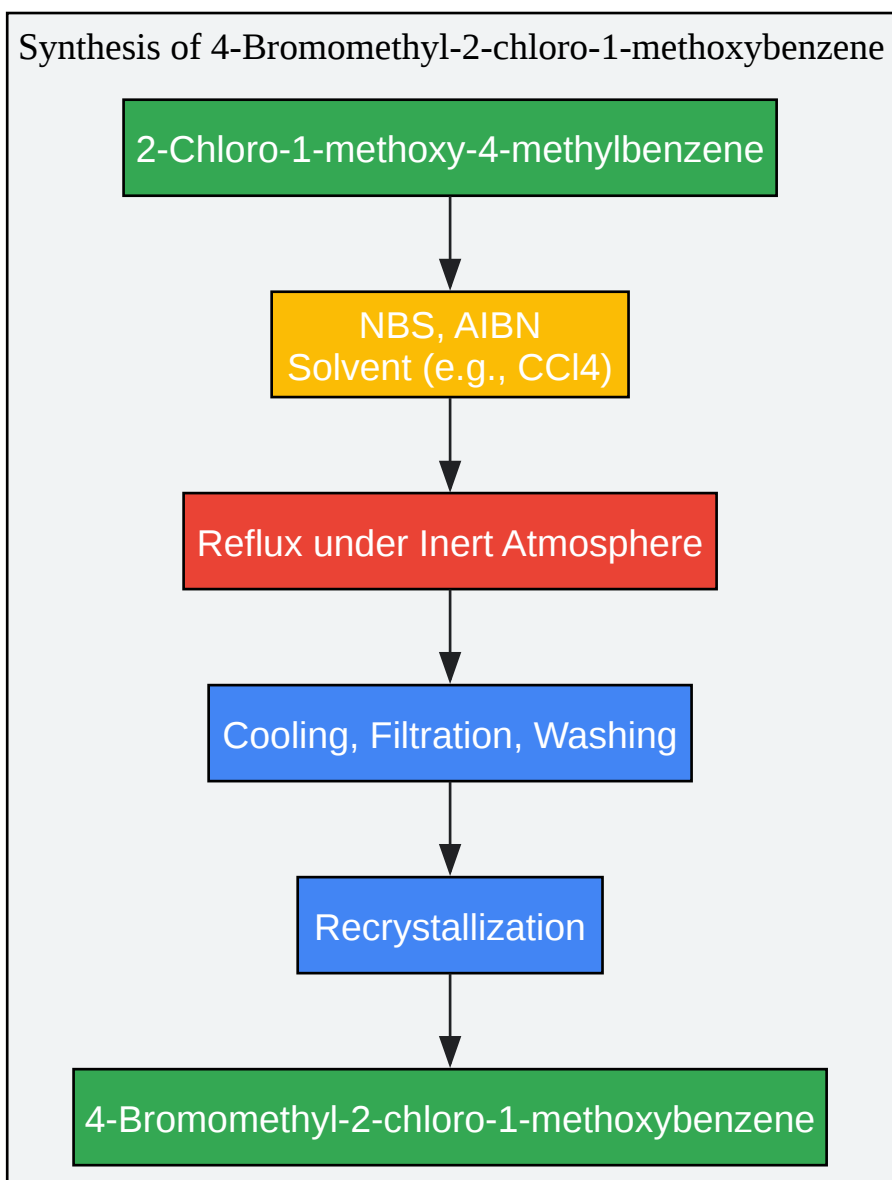 Synthesis of 4-Bromomethyl-2-chloro-1-methoxybenzene
2-Chloro-1-methoxy-4-methylbenzene
NBS, AIBN
Solvent (e.g., CCl4)
Reflux under Inert Atmosphere
Cooling, Filtration, Washing
Recrystallization
4-Bromomethyl-2-chloro-1-methoxybenzene